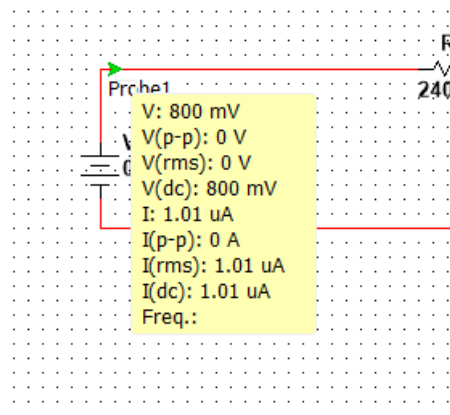 R
240
Probe1
V: 800 mV
V(p-p): 0 V
V(rms): 0 V
V(dc): 800 mV
I: 1.01 uA
I(p-p): 0 A
I(rms): 1.01 uA
I(dc): 1.01 uA
Freq.: